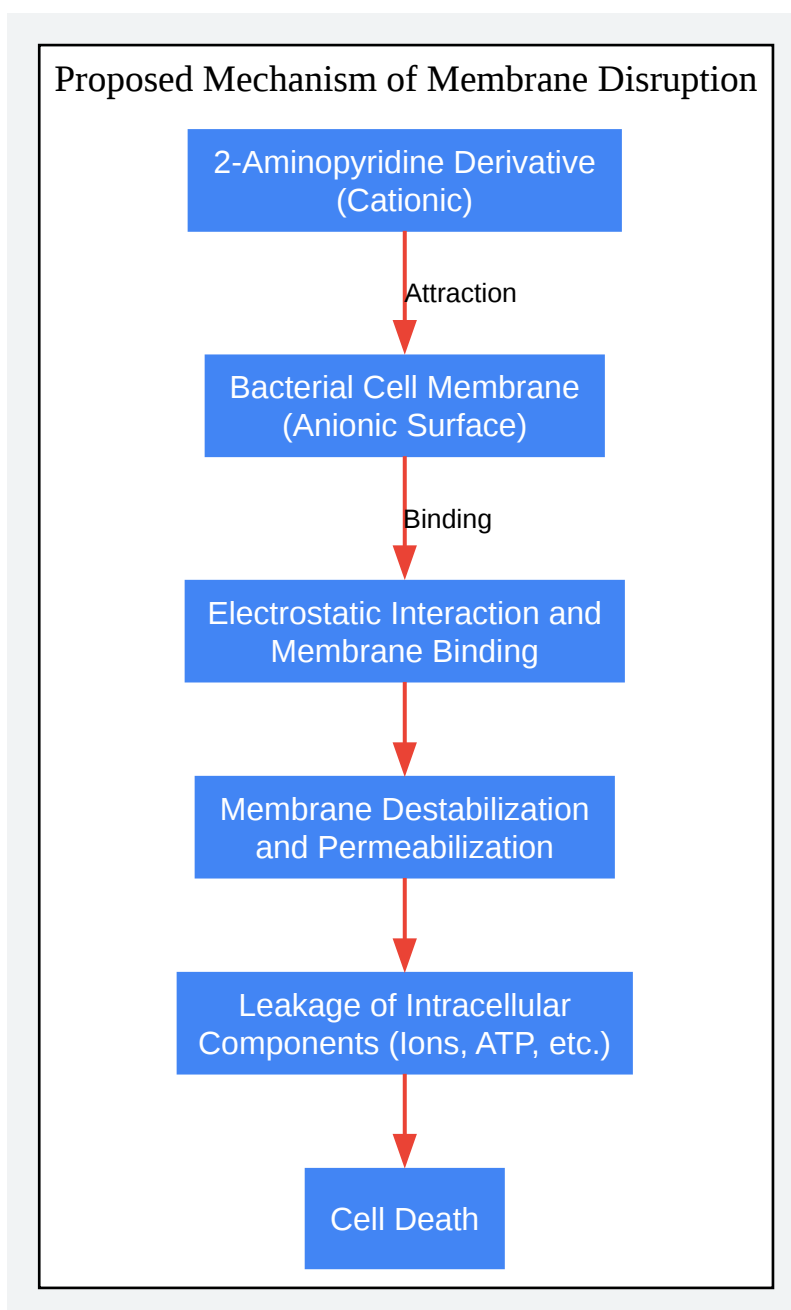 Proposed Mechanism of Membrane Disruption
2-Aminopyridine Derivative
(Cationic)
Attraction
Bacterial Cell Membrane
(Anionic Surface)
Binding
Electrostatic Interaction and
Membrane Binding
Membrane Destabilization
and Permeabilization
Leakage of Intracellular
Components (Ions, ATP, etc.)
Cell Death